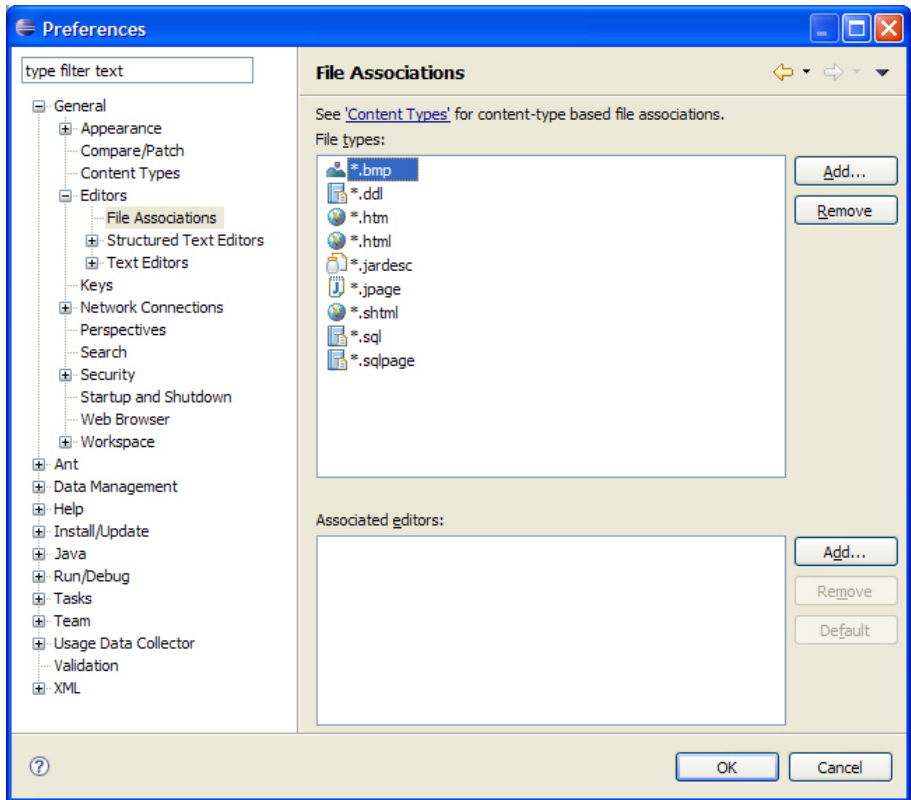 Preferences
type filter text
General
Appearance
Compare/Patch
Content Types
Editors
File Associations
Structured Text Editors
Text Editors
Keys
Network Connections
Perspectives
Search
Security
Startup and Shutdown
Web Browser
Workspace
Ant
Data Management
Help
Install/Update
Java
Run/Debug
Tasks
Team
Usage Data Collector
Validation
XML
File Associations
See 'Content Types' for content-type based file associations.
File types:
*.bmp
*.ddl
*.htm
*.html
*.jardesc
*.jpage
*.shtml
*.sql
*.sqlpage
Add...
Remove
Associated editors:
Add...
Remove
Default
OK
Cancel